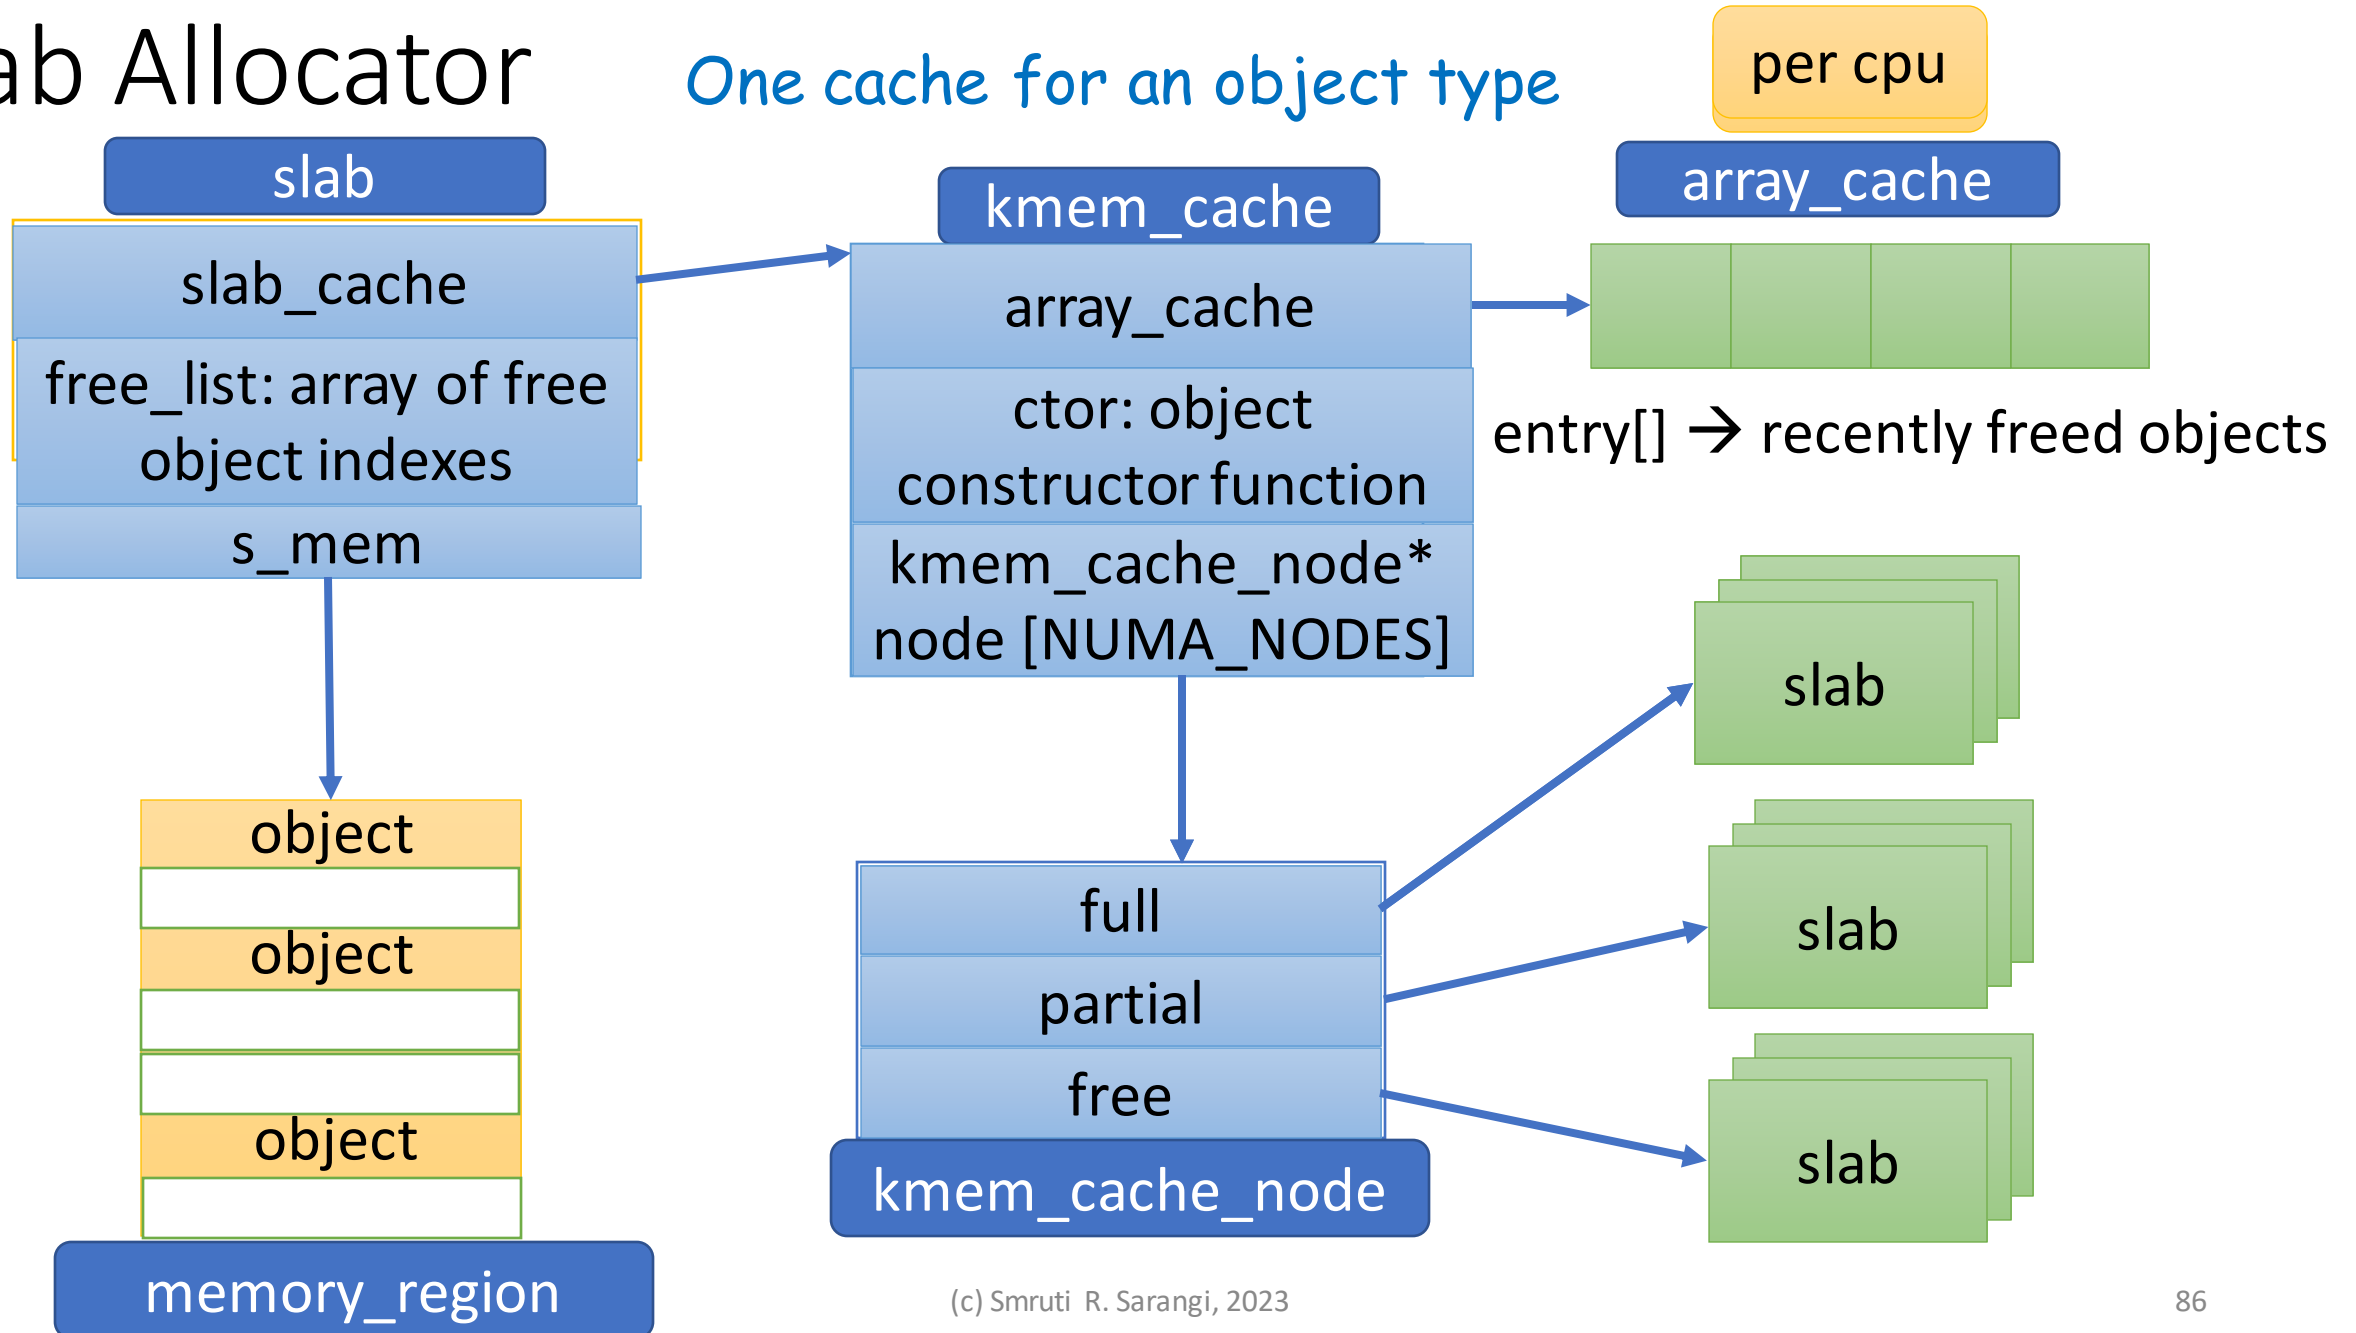 ab Allocator
One cache for an object type
per cpu
slab
slab_cache
free_list: array of free
object indexes
s_mem
object
object
object
memory_region
kmem_cache
array_cache
ctor: object
constructor function
kmem_cache_node*
node [NUMA_NODES]
full
partial
free
kmem_cache_node
array_cache
entry[] → recently freed objects
slab
slab
slab
(c) Smruti R. Sarangi, 2023
86